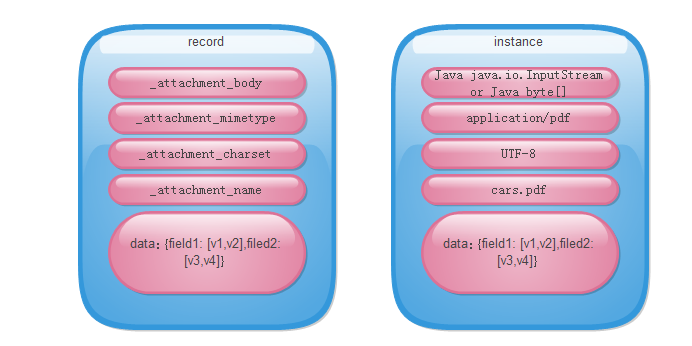 record
_attachment_body
_attachment_mimetype
_attachment_charset
_attachment_name
data：{field1: [v1,v2],filed2:
[v3,v4]}
instance
Java java.io.InputStream
or Java byte[]
application/pdf
UTF-8
cars.pdf
data：{field1: [v1,v2],filed2:
[v3,v4]}